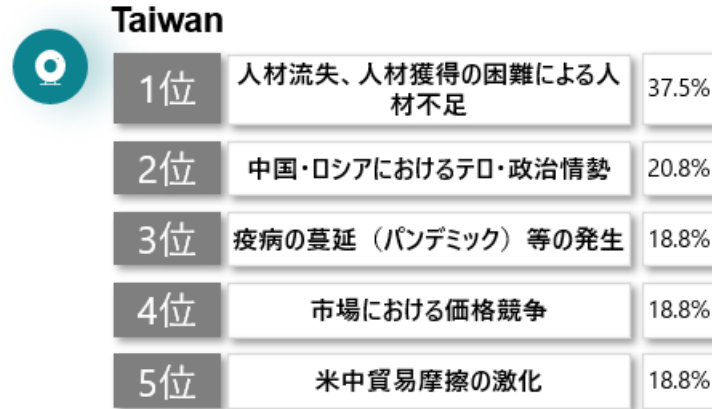 Taiwan
1位
人材流失、人材獲得の困難による人
材不足
37.5%
2位
中国・ロシアにおけるテロ・政治情勢
20.8%
3位
疫病の蔓延（パンデミック）等の発生
18.8%
4位
市場における価格競争
18.8%
5位
米中貿易摩擦の激化
18.8%